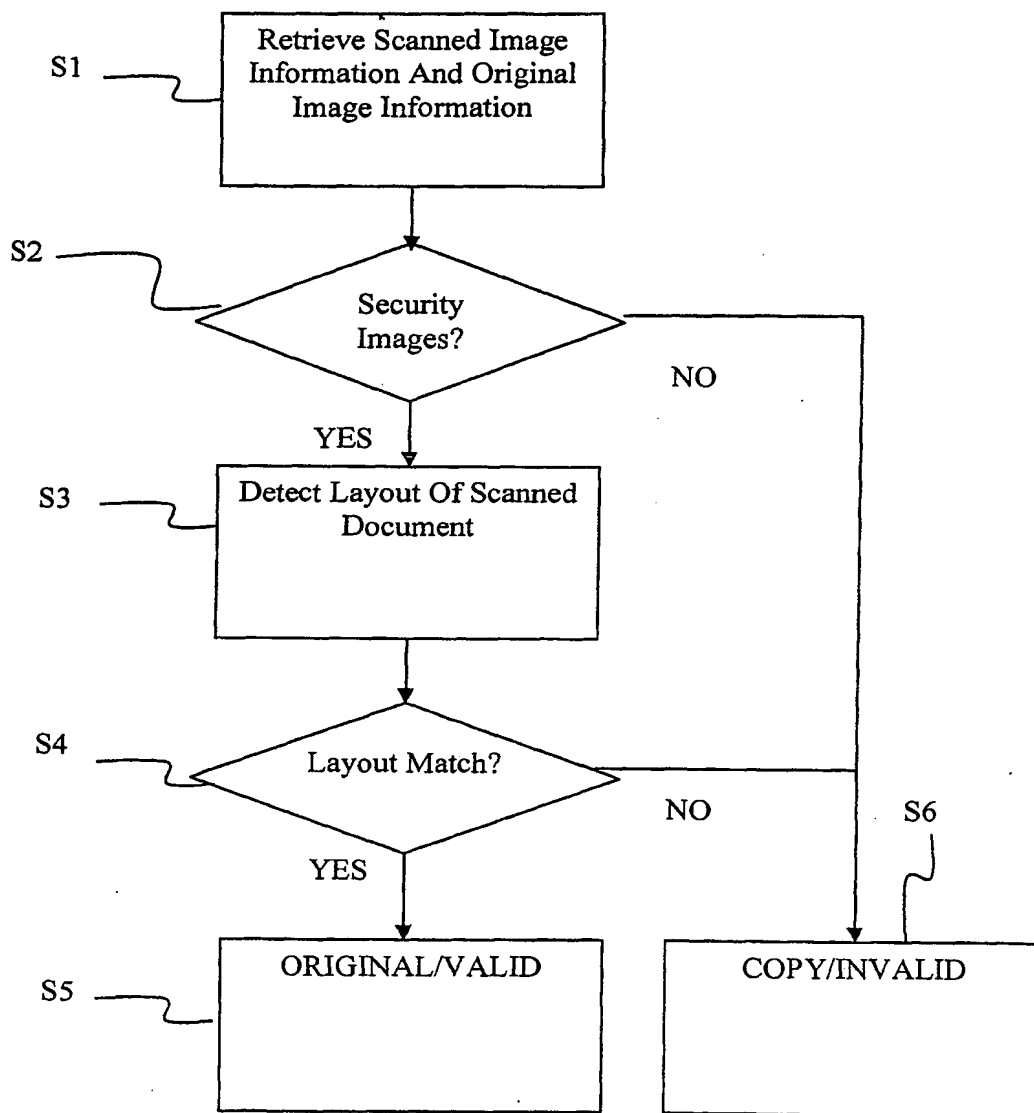 Retrieve Scanned Image
Information And Original
Image Information
S1
S2
Security
Images?
NO
YES
S3
Detect Layout Of Scanned
Document
S4
Layout Match?
NO
S6
YES
ORIGINAL/VALID
COPY/INVALID
S5